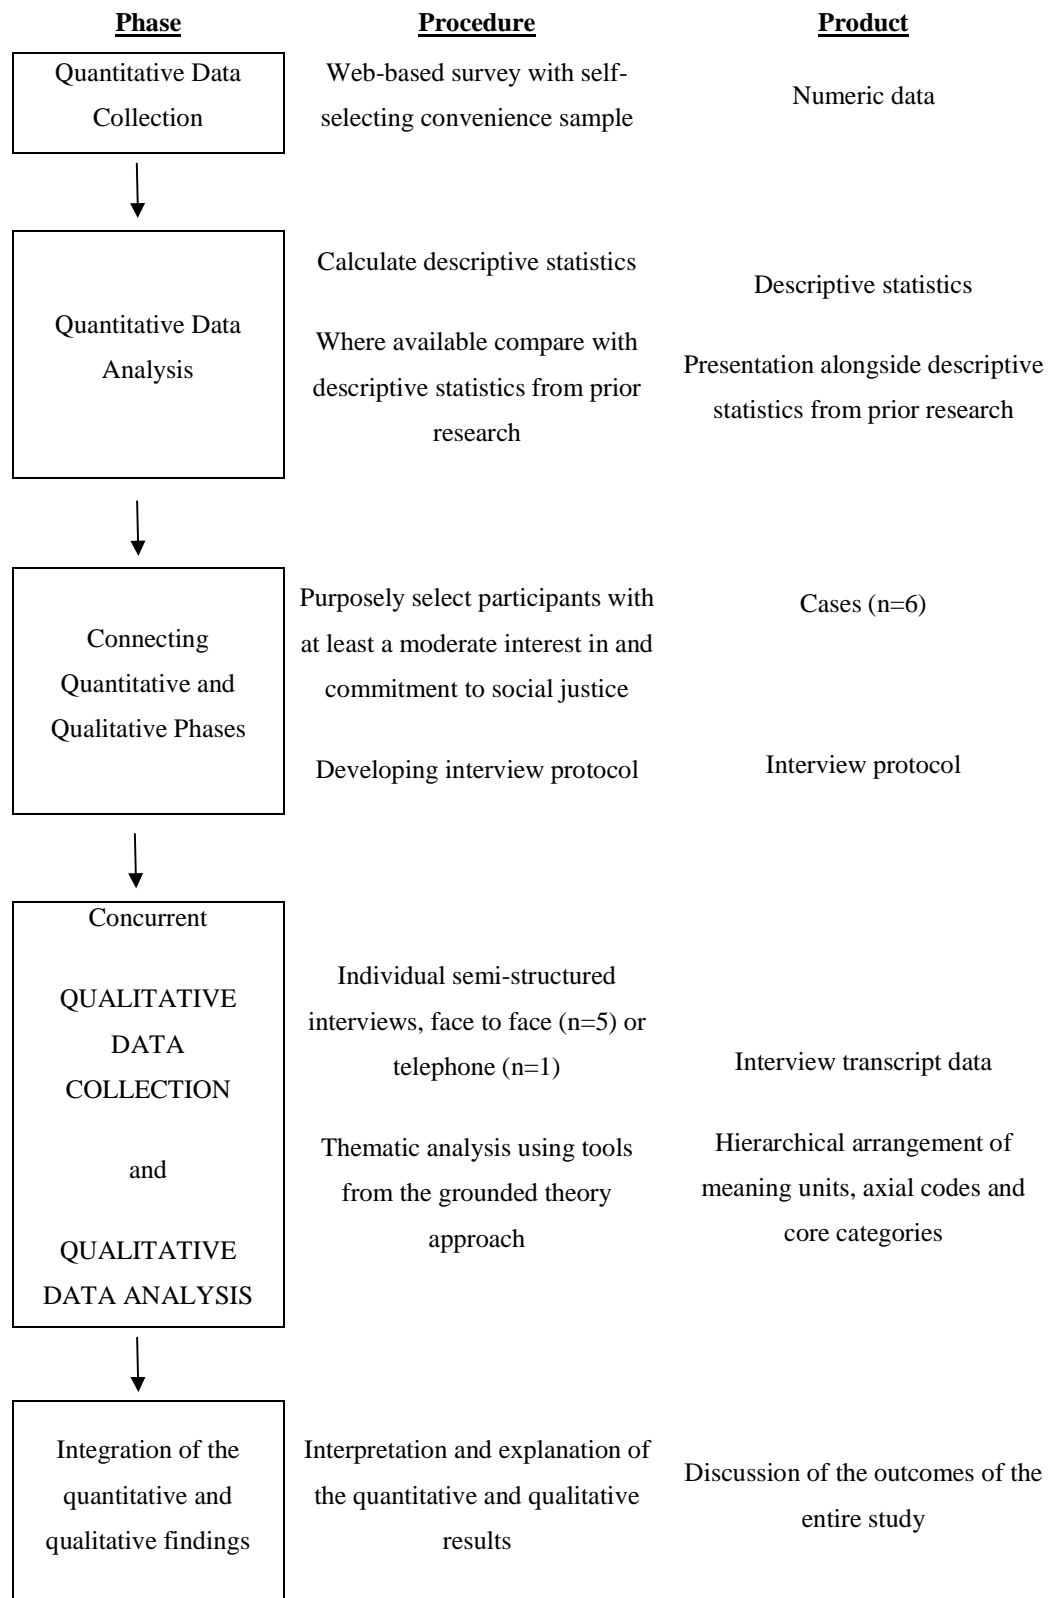 Phase
Procedure
Product
Quantitative Data
Collection
Web-based survey with self-
selecting convenience sample
Numeric data
Quantitative Data
Analysis
Calculate descriptive statistics
Where available compare with
descriptive statistics from prior
research
Descriptive statistics
Presentation alongside descriptive
statistics from prior research
Connecting
Quantitative and
Qualitative Phases
Purposely select participants with
at least a moderate interest in and
commitment to social justice
Developing interview protocol
Cases (n=6)
Interview protocol
Concurrent
QUALITATIVE
DATA
COLLECTION
and
QUALITATIVE
DATA ANALYSIS
Individual semi-structured
interviews, face to face (n=5) or
telephone (n=1)
Thematic analysis using tools
from the grounded theory
approach
Interview transcript data
Hierarchical arrangement of
meaning units, axial codes and
core categories
Integration of the
quantitative and
qualitative findings
Interpretation and explanation of
the quantitative and qualitative
results
Discussion of the outcomes of the
entire study